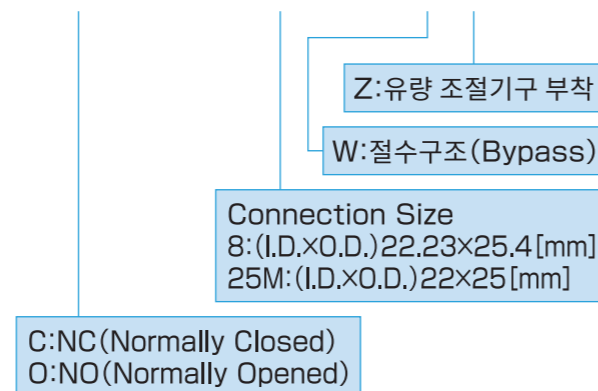 Z:유량 조절기구 부착
W:절수구조(Bypass)
Connection Size
8:(I.D.×O.D.)22.23×25.4[mm]
25M:(I.D.×O.D.)22×25[mm]
C:NC(Normally Closed)
O:NO(Normally Opened)